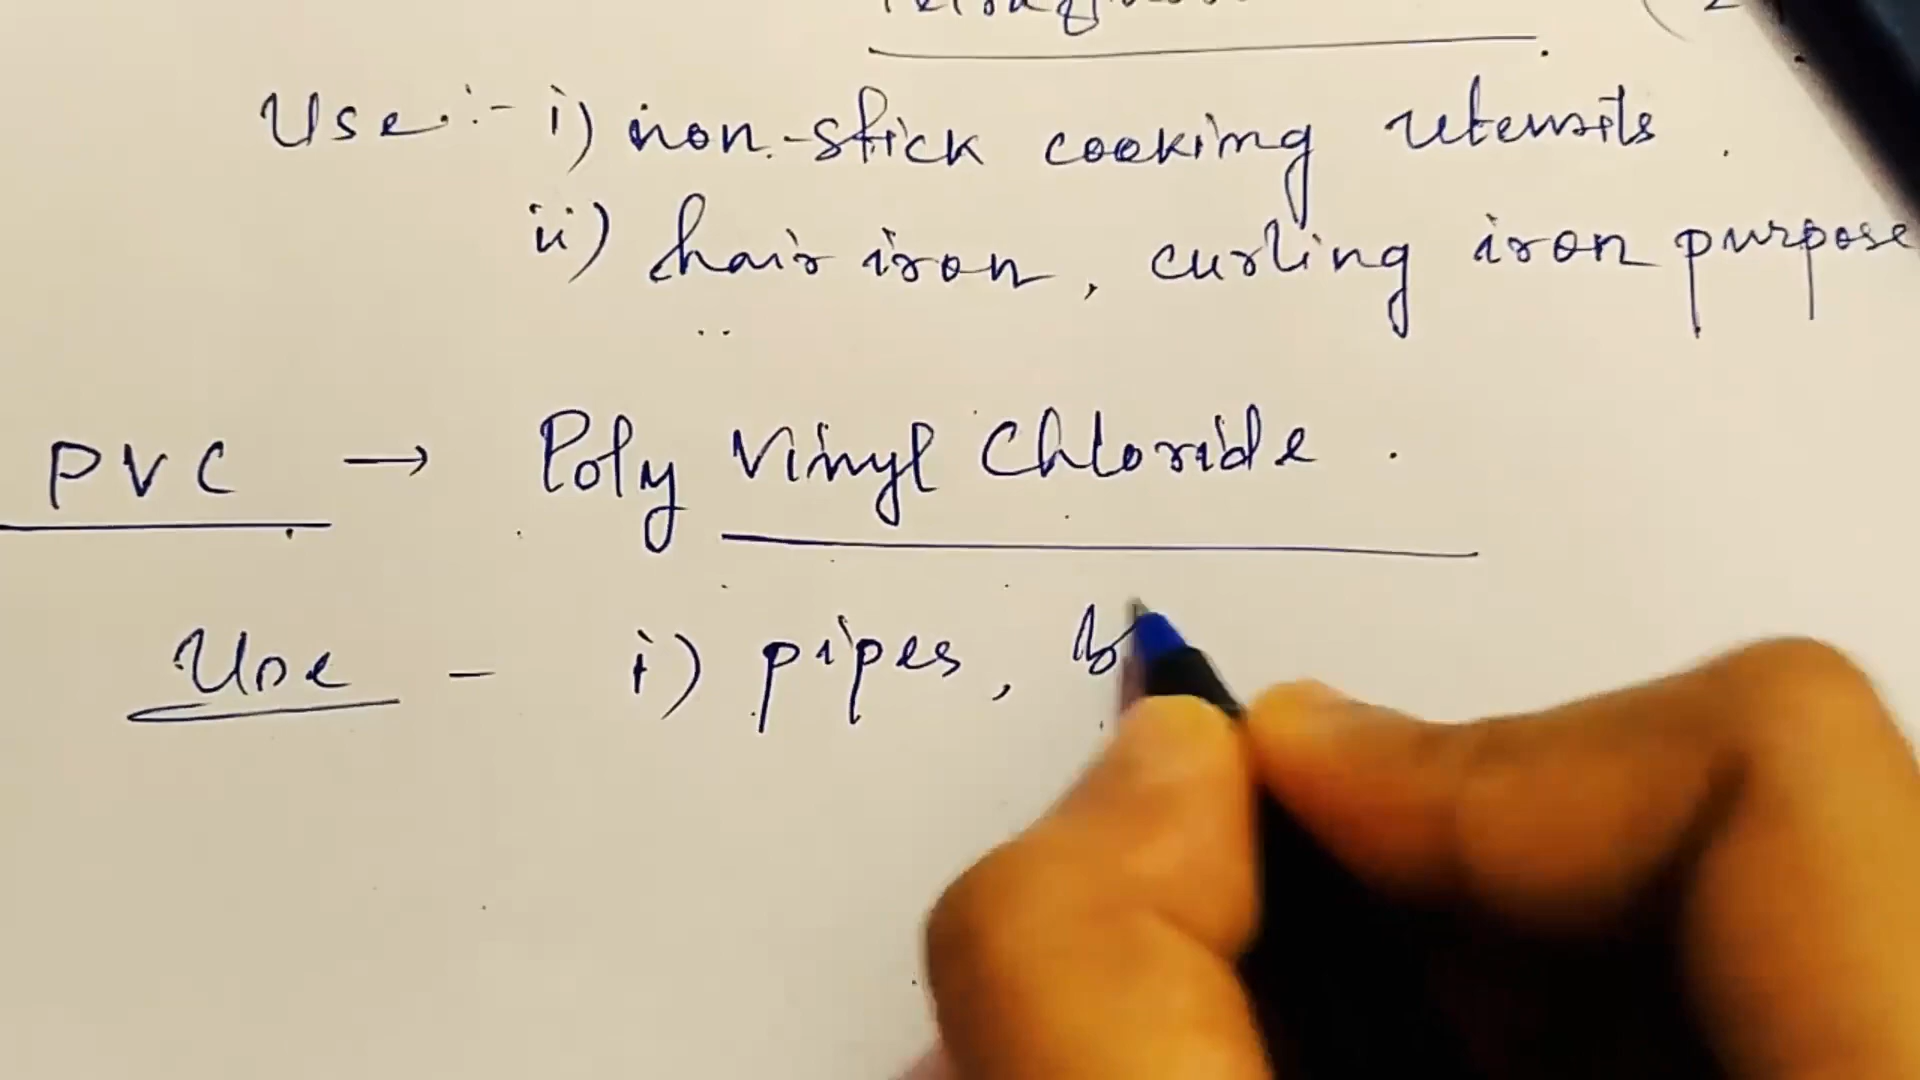 Use :- i) non-stick cooking utensils.
ii) hair iron, curling iron purpose
PVC → Poly Vinyl Chloride.
Use - i) pipes, b